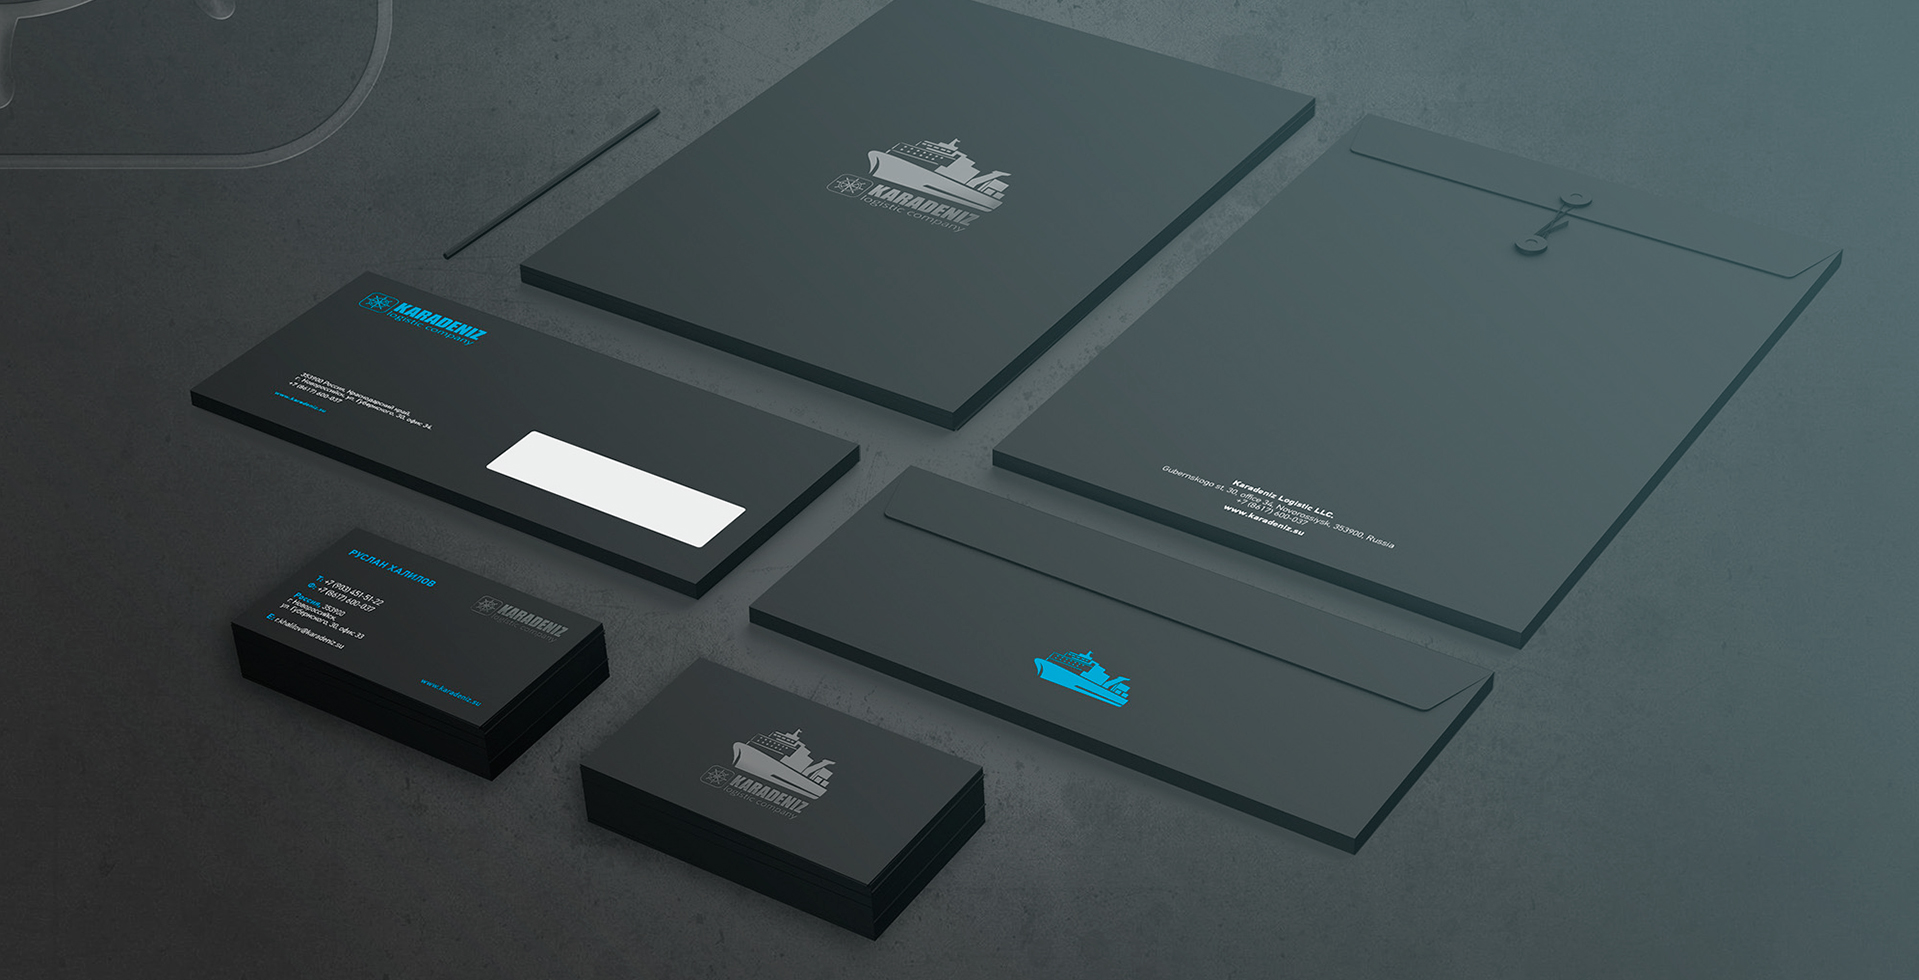 KARADENIZ
logistic company
KARADENIZ
logistic company
353900 Россия, Краснодарский край,
г. Новороссийск, ул. Губернского, 30, офис 34,
+7 (8617) 600-037
www.karadeniz.su
Karadeniz Logistic LLC,
Gubernskogo st, 30, office 34, Novorossiysk, 353900, Russia
+7 (8617) 600-037
www.karadeniz.su
РУСЛАН ХАЛИЛОВ
Т: +7 (903) 451-51-22
Ф: +7 (8617) 600-037
Россия, 353900
г. Новороссийск,
ул. Губернского, 30, офис 33
E: r.khalilov@karadeniz.su
KARADENIZ
logistic company
www.karadeniz.su
KARADENIZ
logistic company